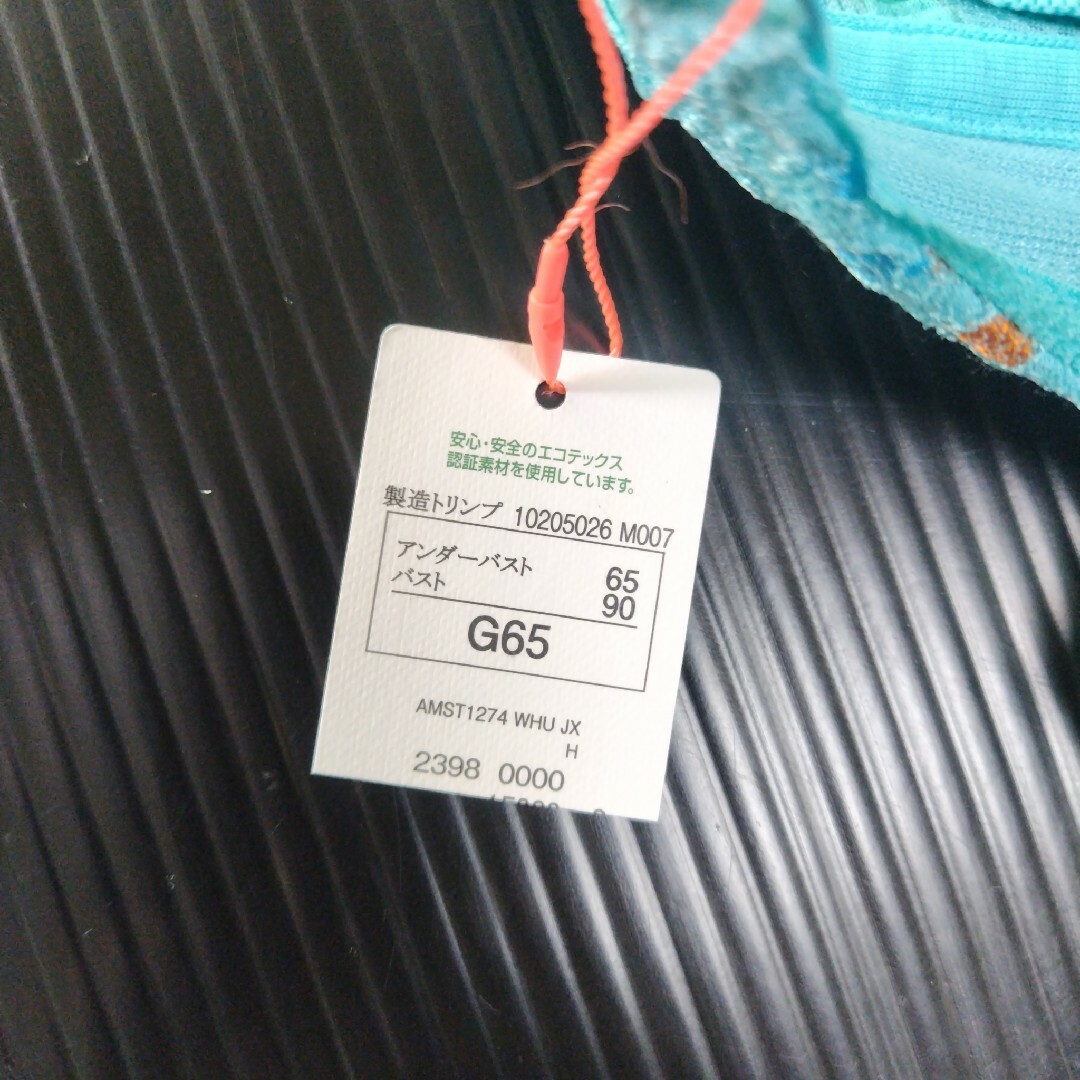 安心・安全のエコテックス
認証素材を使用しています。
製造トリンプ 10205026 M007
アンダーバスト 65
バスト 90
G65
AMST1274 WHU JX
H
2398 0000